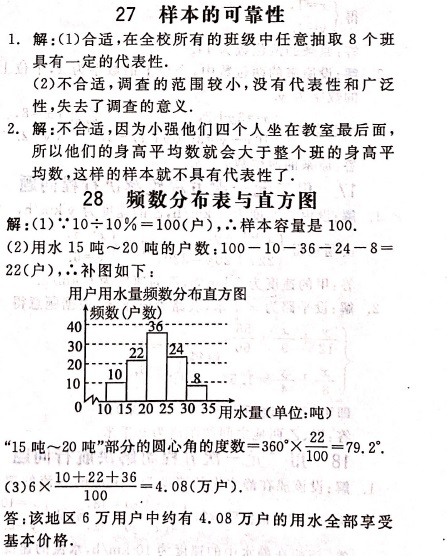 27 样本的可靠性
1. 解:(1)合适,在全校所有的班级中任意抽取 8 个班
具有一定的代表性.
(2)不合适,调查的范围较小,没有代表性和广泛
性,失去了调查的意义.
2. 解:不合适,因为小强他们四个人坐在教室最后面,
所以他们的身高平均数就会大于整个班的身高平
均数,这样的样本就不具有代表性了.
28 频数分布表与直方图
解:(1)∵10÷10%=100(户),∴样本容量是 100.
(2)用水 15 吨～20 吨的户数:100-10-36-24-8=
22(户),∴补图如下:
用户用水量频数分布直方图
频数(户数)
40
36
30
22 24
20
10
10
8
0 10 15 20 25 30 35 用水量(单位:吨)
“15 吨～20 吨”部分的圆心角的度数=360°×22/100=79.2°.
(3)6×(10+22+36)/100=4.08(万户).
答:该地区 6 万用户中约有 4.08 万户的用水全部享受
基本价格.